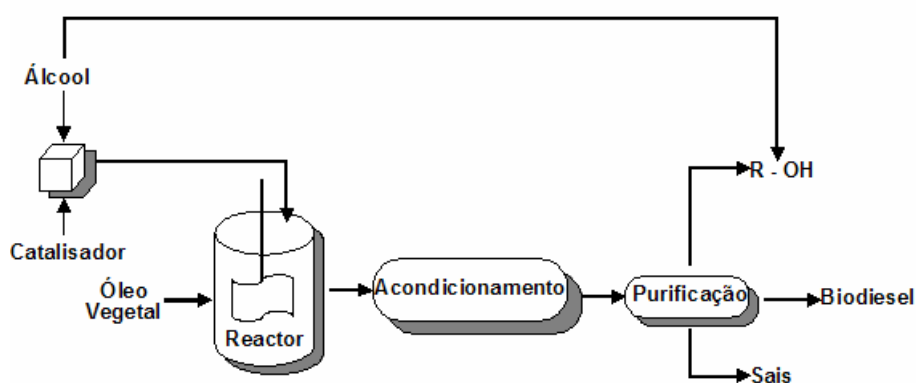 Álcool
R - OH
Catalisador
Óleo
Vegetal
Reactor
Acondicionamento
Purificação
Biodiesel
Sais